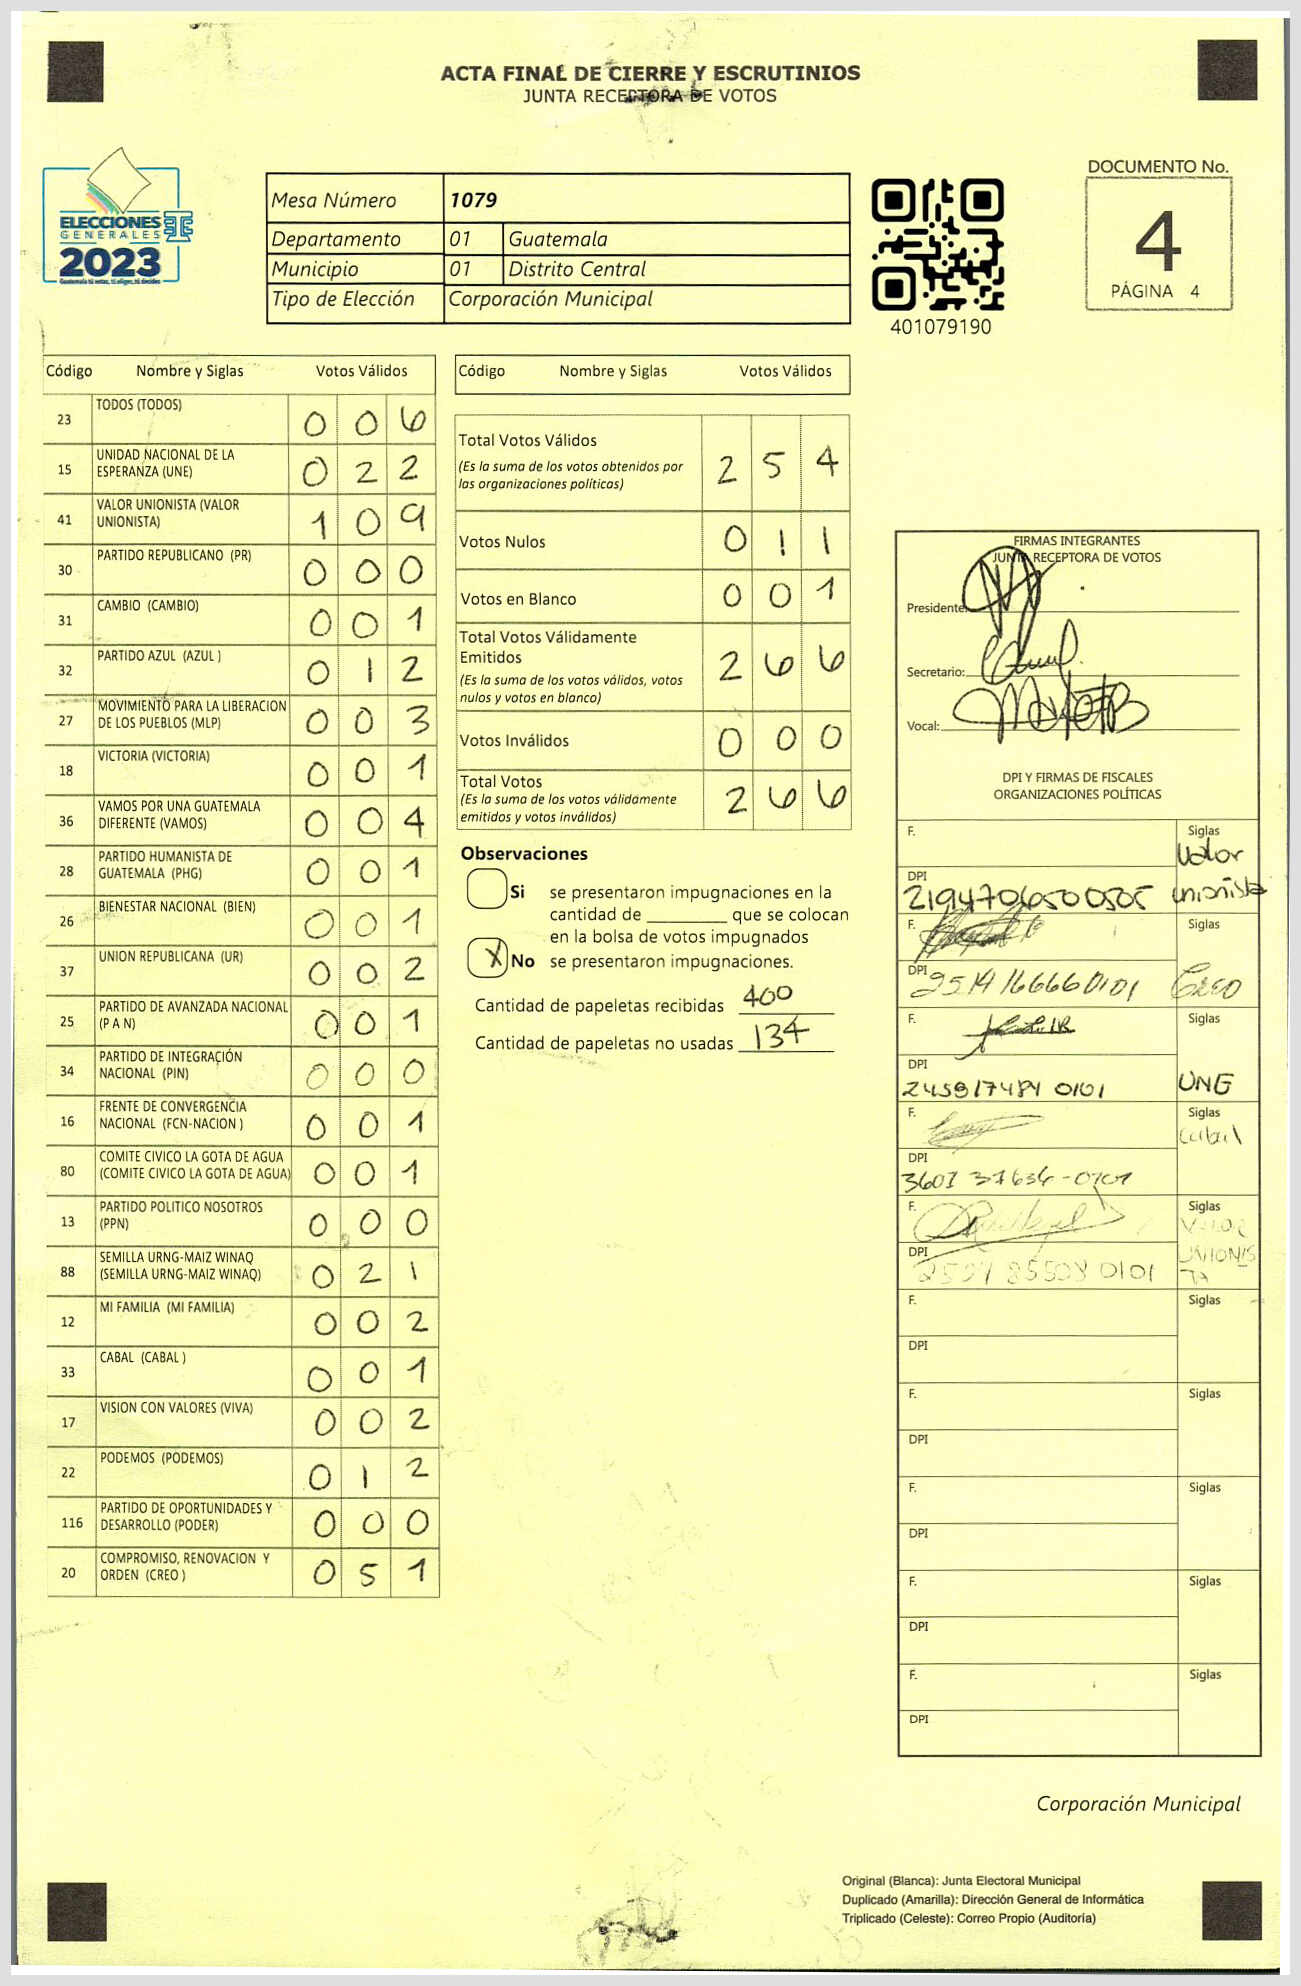 ACTA FINAL DE CIERRE Y ESCRUTINIOS
JUNTA RECEPTORA DE VOTOS
ELECCIONES
GENERALES
2023
Guatemala tú votas, tú eliges, tú decides
Mesa Número 1079
Departamento 01 Guatemala
Municipio 01 Distrito Central
Tipo de Elección Corporación Municipal
401079190
DOCUMENTO No.
4
PÁGINA 4
Código Nombre y Siglas Votos Válidos
23 TODOS (TODOS) 0 0 6
15 UNIDAD NACIONAL DE LA ESPERANZA (UNE) 0 2 2
41 VALOR UNIONISTA (VALOR UNIONISTA) 1 0 9
30 PARTIDO REPUBLICANO (PR) 0 0 0
31 CAMBIO (CAMBIO) 0 0 1
32 PARTIDO AZUL (AZUL ) 0 1 2
27 MOVIMIENTO PARA LA LIBERACION DE LOS PUEBLOS (MLP) 0 0 3
18 VICTORIA (VICTORIA) 0 0 1
36 VAMOS POR UNA GUATEMALA DIFERENTE (VAMOS) 0 0 4
28 PARTIDO HUMANISTA DE GUATEMALA (PHG) 0 0 1
26 BIENESTAR NACIONAL (BIEN) 0 0 1
37 UNION REPUBLICANA (UR) 0 0 2
25 PARTIDO DE AVANZADA NACIONAL (P A N) 0 0 1
34 PARTIDO DE INTEGRACIÓN NACIONAL (PIN) 0 0 0
16 FRENTE DE CONVERGENCIA NACIONAL (FCN-NACION ) 0 0 1
80 COMITE CIVICO LA GOTA DE AGUA (COMITE CIVICO LA GOTA DE AGUA) 0 0 1
13 PARTIDO POLITICO NOSOTROS (PPN) 0 0 0
88 SEMILLA URNG-MAIZ WINAQ (SEMILLA URNG-MAIZ WINAQ) 0 2 1
12 MI FAMILIA (MI FAMILIA) 0 0 2
33 CABAL (CABAL ) 0 0 1
17 VISION CON VALORES (VIVA) 0 0 2
22 PODEMOS (PODEMOS) 0 1 2
116 PARTIDO DE OPORTUNIDADES Y DESARROLLO (PODER) 0 0 0
20 COMPROMISO, RENOVACION Y ORDEN (CREO ) 0 5 1
Código Nombre y Siglas Votos Válidos
Total Votos Válidos 2 5 4
(Es la suma de los votos obtenidos por
las organizaciones políticas)
Votos Nulos 0 1 1
Votos en Blanco 0 0 1
Total Votos Válidamente
Emitidos 2 6 6
(Es la suma de los votos válidos, votos
nulos y votos en blanco)
Votos Inválidos 0 0 0
Total Votos 2 6 6
(Es la suma de los votos válidamente
emitidos y votos inválidos)
Observaciones
Si se presentaron impugnaciones en la
cantidad de ________ que se colocan
en la bolsa de votos impugnados
X No se presentaron impugnaciones.
Cantidad de papeletas recibidas 400
Cantidad de papeletas no usadas 134
FIRMAS INTEGRANTES
JUNTA RECEPTORA DE VOTOS
Presidente:
Secretario:
Vocal:
DPI Y FIRMAS DE FISCALES
ORGANIZACIONES POLÍTICAS
F. Siglas
Valor
DPI
2194706500505 unionista
F. Siglas
DPI 2514166660101 CREO
F. Siglas
DPI
245917484 0101 UNE
F. Siglas
Cabal
DPI
3607 37634-0101
F. Siglas
VALOR
DPI UNIONIS
2557 85508 0101 TA
F. Siglas
DPI
F. Siglas
DPI
F. Siglas
DPI
F. Siglas
DPI
F. Siglas
DPI
Corporación Municipal
Original (Blanca): Junta Electoral Municipal
Duplicado (Amarilla): Dirección General de Informática
Triplicado (Celeste): Correo Propio (Auditoría)